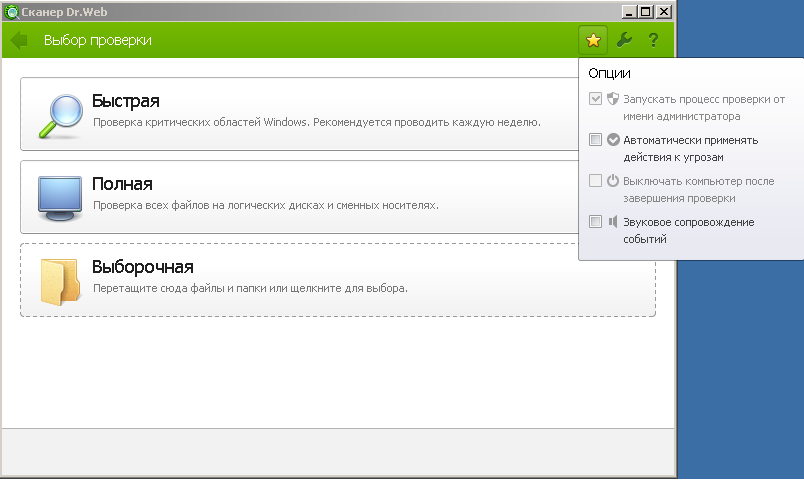 Сканер Dr.Web
Выбор проверки
?
Опции
Запускать процесс проверки от
имени администратора
Автоматически применять
действия к угрозам
Выключать компьютер после
завершения проверки
Звуковое сопровождение
событий
Быстрая
Проверка критических областей Windows. Рекомендуется проводить каждую неделю.
Полная
Проверка всех файлов на логических дисках и сменных носителях.
Выборочная
Перетащите сюда файлы и папки или щелкните для выбора.